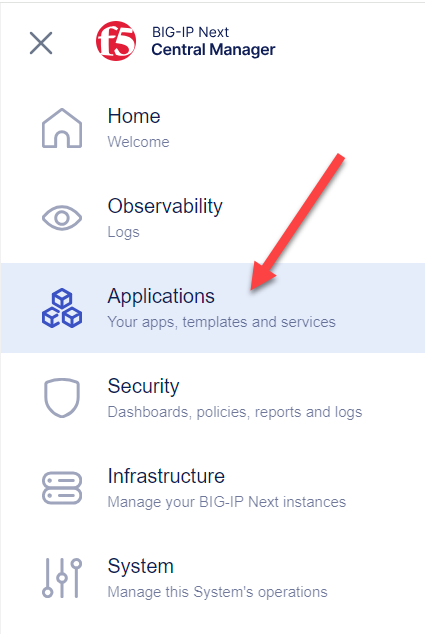 f5
BIG-IP Next
Central Manager
Home
Welcome
Observability
Logs
Applications
Your apps, templates and services
Security
Dashboards, policies, reports and logs
Infrastructure
Manage your BIG-IP Next instances
System
Manage this System's operations